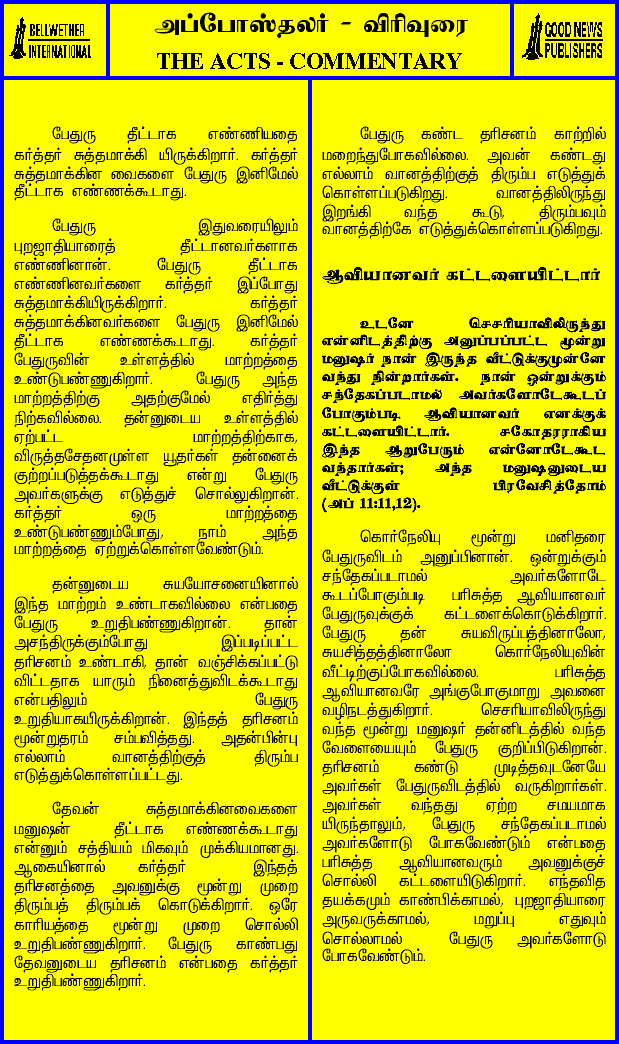 BELLWETHER
INTERNATIONAL
அப்போஸ்தலர் - விரிவுரை
THE ACTS - COMMENTARY
GOOD NEWS
PUBLISHERS
பேதுரு தீட்டாக எண்ணியதை
கர்த்தர் சுத்தமாக்கி யிருக்கிறார். கர்த்தர்
சுத்தமாக்கின வைகளை பேதுரு இனிமேல்
தீட்டாக எண்ணக்கூடாது.
பேதுரு இதுவரையிலும்
புறஜாதியாரைத் தீட்டானவர்களாக
எண்ணினான். பேதுரு தீட்டாக
எண்ணினவர்களை கர்த்தர் இப்போது
சுத்தமாக்கியிருக்கிறார். கர்த்தர்
சுத்தமாக்கினவர்களை பேதுரு இனிமேல்
தீட்டாக எண்ணக்கூடாது. கர்த்தர்
பேதுருவின் உள்ளத்தில் மாற்றத்தை
உண்டுபண்ணுகிறார். பேதுரு அந்த
மாற்றத்திற்கு அதற்குமேல் எதிர்த்து
நிற்கவில்லை. தன்னுடைய உள்ளத்தில்
ஏற்பட்ட மாற்றத்திற்காக,
விருத்தசேதனமுள்ள யூதர்கள் தன்னைக்
குற்றப்படுத்தக்கூடாது என்று பேதுரு
அவர்களுக்கு எடுத்துச் சொல்லுகிறான்.
கர்த்தர் ஒரு மாற்றத்தை
உண்டுபண்ணும்போது, நாம் அந்த
மாற்றத்தை ஏற்றுக்கொள்ளவேண்டும்.
தன்னுடைய சுயயோசனையினால்
இந்த மாற்றம் உண்டாகவில்லை என்பதை
பேதுரு உறுதிபண்ணுகிறான். தான்
அசந்திருக்கும்போது இப்படிப்பட்ட
தரிசனம் உண்டாகி, தான் வஞ்சிக்கப்பட்டு
விட்டதாக யாரும் நினைத்துவிடக்கூடாது
என்பதிலும் பேதுரு
உறுதியாகயிருக்கிறான். இந்தத் தரிசனம்
மூன்றுதரம் சம்பவித்தது. அதன்பின்பு
எல்லாம் வானத்திற்குத் திரும்ப
எடுத்துக்கொள்ளப்பட்டது.
தேவன் சுத்தமாக்கினவைகளை
மனுஷன் தீட்டாக எண்ணக்கூடாது
என்னும் சத்தியம் மிகவும் முக்கியமானது.
ஆகையினால் கர்த்தர் இந்தத்
தரிசனத்தை அவனுக்கு மூன்று முறை
திரும்பத் திரும்பக் கொடுக்கிறார். ஒரே
காரியத்தை மூன்று முறை சொல்லி
உறுதிபண்ணுகிறார். பேதுரு காண்பது
தேவனுடைய தரிசனம் என்பதை கர்த்தர்
உறுதிபண்ணுகிறார்.
பேதுரு கண்ட தரிசனம் காற்றில்
மறைந்துபோகவில்லை. அவன் கண்டது
எல்லாம் வானத்திற்குத் திரும்ப எடுத்துக்
கொள்ளப்படுகிறது. வானத்திலிருந்து
இறங்கி வந்த கூடு, திரும்பவும்
வானத்திற்கே எடுத்துக்கொள்ளப்படுகிறது.
ஆவியானவர் கட்டளையிட்டார்
உடனே செசரியாவிலிருந்து
என்னிடத்திற்கு அனுப்பப்பட்ட மூன்று
மனுஷர் நான் இருந்த வீட்டுக்குமுன்னே
வந்து நின்றார்கள். நான் ஒன்றுக்கும்
சந்தேகப்படாமல் அவர்களோடேகூடப்
போகும்படி ஆவியானவர் எனக்குக்
கட்டளையிட்டார். சகோதரராகிய
இந்த ஆறுபேரும் என்னோடேகூட
வந்தார்கள்; அந்த மனுஷனுடைய
வீட்டுக்குள் பிரவேசித்தோம்
(அப் 11:11,12).
கொர்நேலியு மூன்று மனிதரை
பேதுருவிடம் அனுப்பினான். ஒன்றுக்கும்
சந்தேகப்படாமல் அவர்களோடே
கூடப்போகும்படி பரிசுத்த ஆவியானவர்
பேதுருவுக்குக் கட்டளைக்கொடுக்கிறார்.
பேதுரு தன் சுயவிருப்பத்தினாலோ,
சுயசித்தத்தினாலோ கொர்நேலியுவின்
வீட்டிற்குப்போகவில்லை. பரிசுத்த
ஆவியானவரே அங்குபோகுமாறு அவனை
வழிநடத்துகிறார். செசரியாவிலிருந்து
வந்த மூன்று மனுஷர் தன்னிடத்தில் வந்த
வேளையையும் பேதுரு குறிப்பிடுகிறான்.
தரிசனம் கண்டு முடித்தவுடனேயே
அவர்கள் பேதுருவிடத்தில் வருகிறார்கள்.
அவர்கள் வந்தது ஏற்ற சமயமாக
யிருந்தாலும், பேதுரு சந்தேகப்படாமல்
அவர்களோடு போகவேண்டும் என்பதை
பரிசுத்த ஆவியானவரும் அவனுக்குச்
சொல்லி கட்டளையிடுகிறார். எந்தவித
தயக்கமும் காண்பிக்காமல், புறஜாதியாரை
அருவருக்காமல், மறுப்பு எதுவும்
சொல்லாமல் பேதுரு அவர்களோடு
போகவேண்டும்.